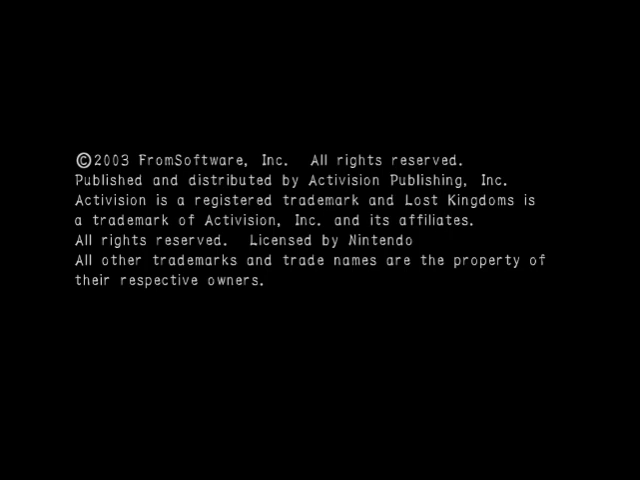 ©2003 FromSoftware, Inc.  All rights reserved.
Published and distributed by Activision Publishing, Inc.
Activision is a registered trademark and Lost Kingdoms is
a trademark of Activision, Inc. and its affiliates.
All rights reserved.  Licensed by Nintendo
All other trademarks and trade names are the property of
their respective owners.